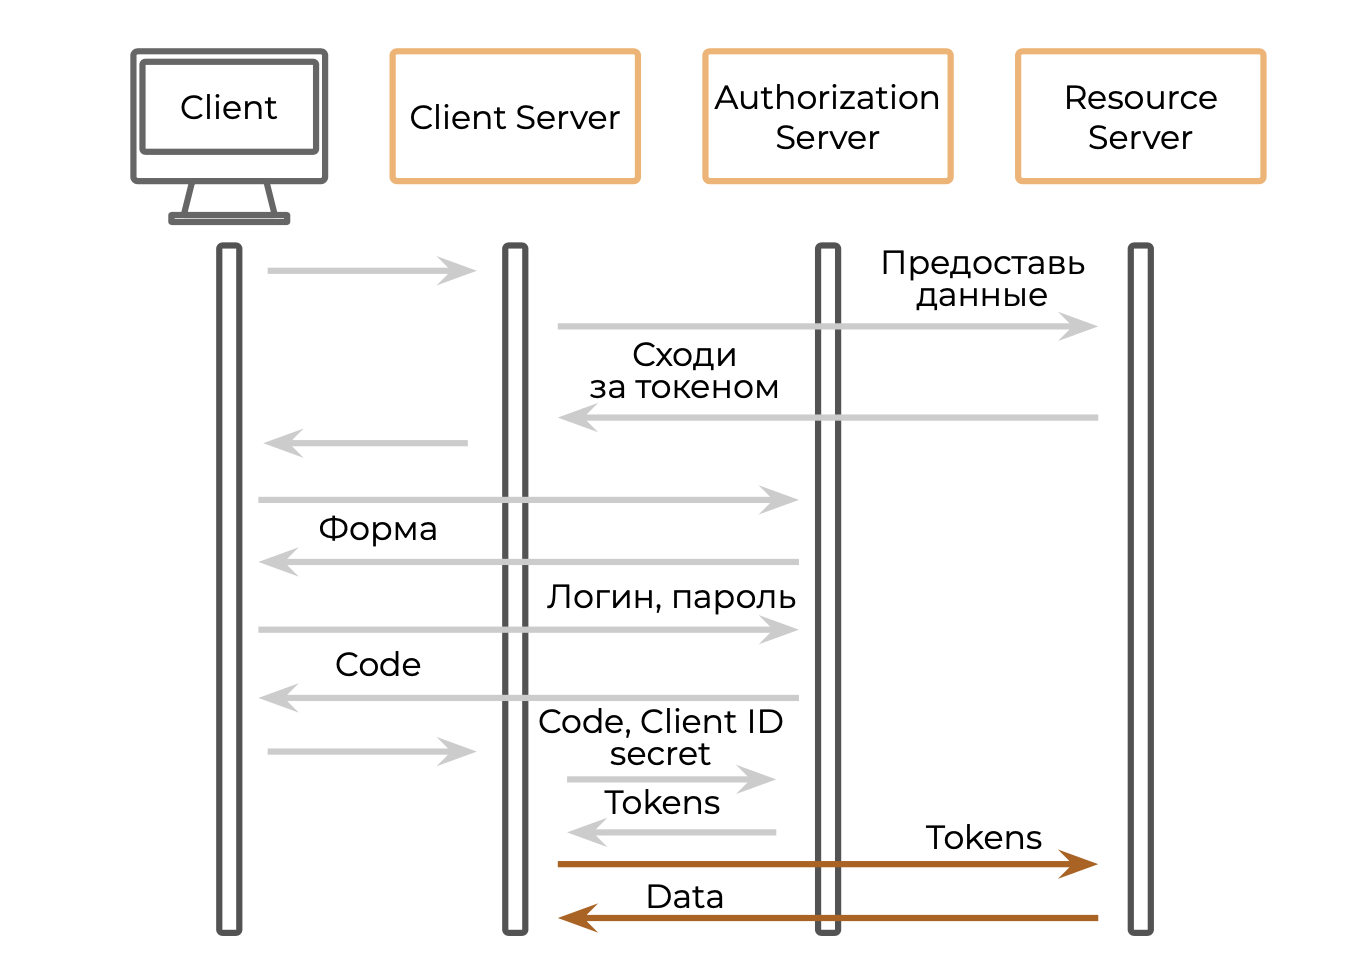 Client
Client Server
Authorization
Server
Resource
Server
Предоставь
данные
Сходи
за токеном
Форма
Логин, пароль
Code
Code, Client ID
secret
Tokens
Tokens
Data